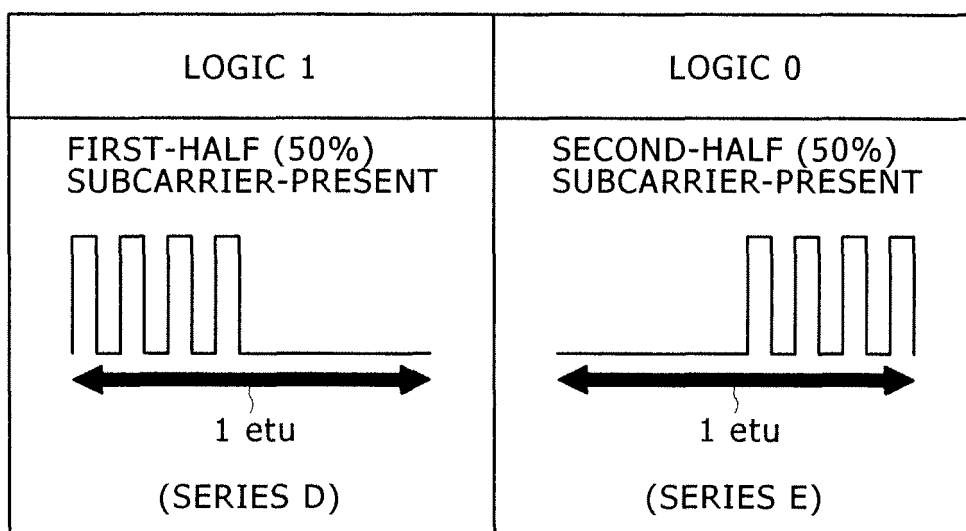 LOGIC 1
LOGIC 0
FIRST-HALF (50%)
SUBCARRIER-PRESENT
SECOND-HALF (50%)
SUBCARRIER-PRESENT
1 etu
1 etu
(SERIES D)
(SERIES E)